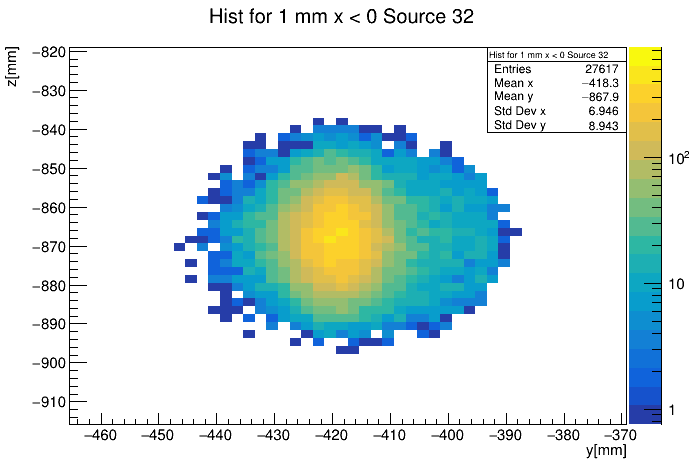 Hist for 1 mm x < 0 Source 32
z[mm]
Hist for 1 mm x < 0 Source 32
Entries 27617
Mean x −418.3
Mean y −867.9
Std Dev x 6.946
Std Dev y 8.943
−820
−830
−840
−850
−860
−870
−880
−890
−900
−910
10²
10
1
−460 −450 −440 −430 −420 −410 −400 −390 −380 −370
y[mm]